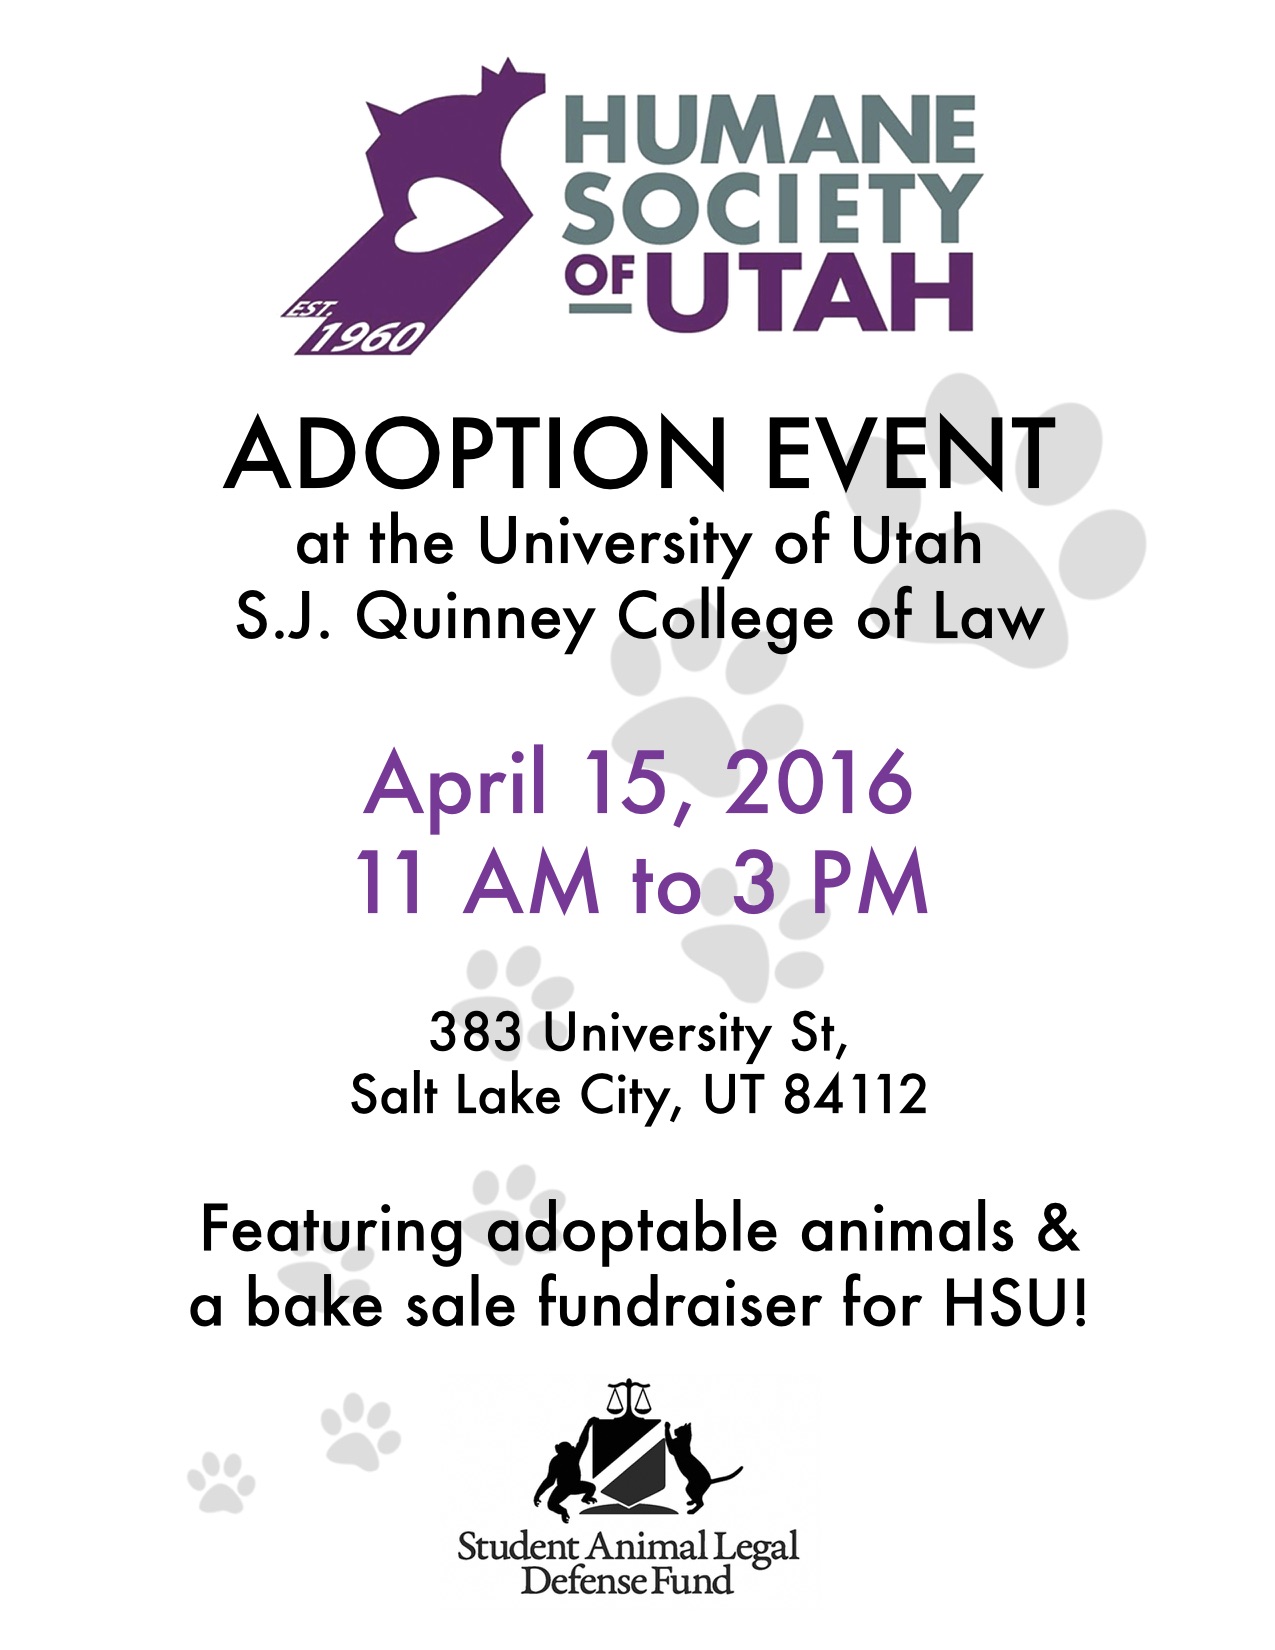 HUMANE
SOCIETY
OF UTAH
EST.
1960
ADOPTION EVENT
at the University of Utah
S.J. Quinney College of Law
April 15, 2016
11 AM to 3 PM
383 University St,
Salt Lake City, UT 84112
Featuring adoptable animals &
a bake sale fundraiser for HSU!
Student Animal Legal
Defense Fund